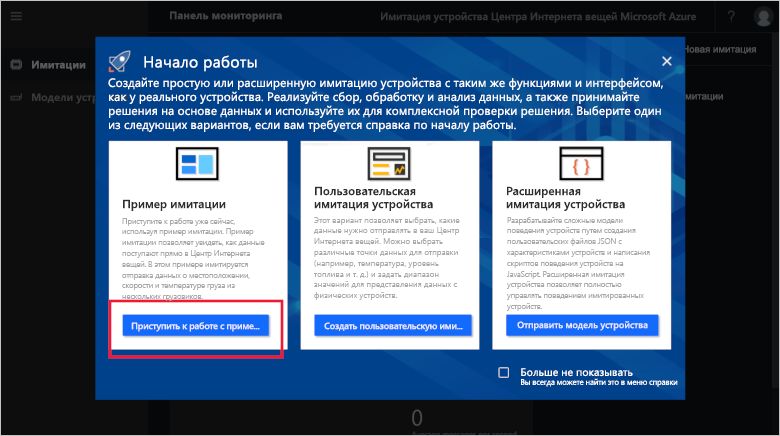 Панель мониторинга
Имитация устройства Центра Интернета вещей Microsoft Azure
?
Имитации
Модели устр
Новая имитация
имитации
Начало работы
Создайте простую или расширенную имитацию устройства с таким же функциями и интерфейсом,
как у реального устройства. Реализуйте сбор, обработку и анализ данных, а также принимайте
решения на основе данных и используйте их для комплексной проверки решения. Выберите один
из следующих вариантов, если вам требуется справка по началу работы.
Пример имитации
Приступите к работе уже сейчас,
используя пример имитации. Пример
имитации позволяет увидеть, как данные
поступают прямо в Центр Интернета
вещей. В этом примере имитируется
отправка данных о местоположении,
скорости и температуре груза из
нескольких грузовиков.
Приступить к работе с приме...
Пользовательская
имитация устройства
Этот вариант позволяет выбрать, какие
данные нужно отправлять в ваш Центр
Интернета вещей. Можно выбрать
различные точки данных для отправки
(например, температура, уровень
топлива и т. д.) и задать диапазон
значений для представления данных с
физических устройств.
Создать пользовательскую ими...
Расширенная
имитация устройства
Разрабатывайте сложные модели
поведения устройств путем создания
пользовательских файлов JSON с
характеристиками устройств и написания
скриптов поведения устройств на
JavaScript. Расширенная имитация
устройства позволяет полностью
управлять поведением имитированных
устройств.
Отправить модель устройства
Больше не показывать
Вы всегда можете найти это в меню справки
0